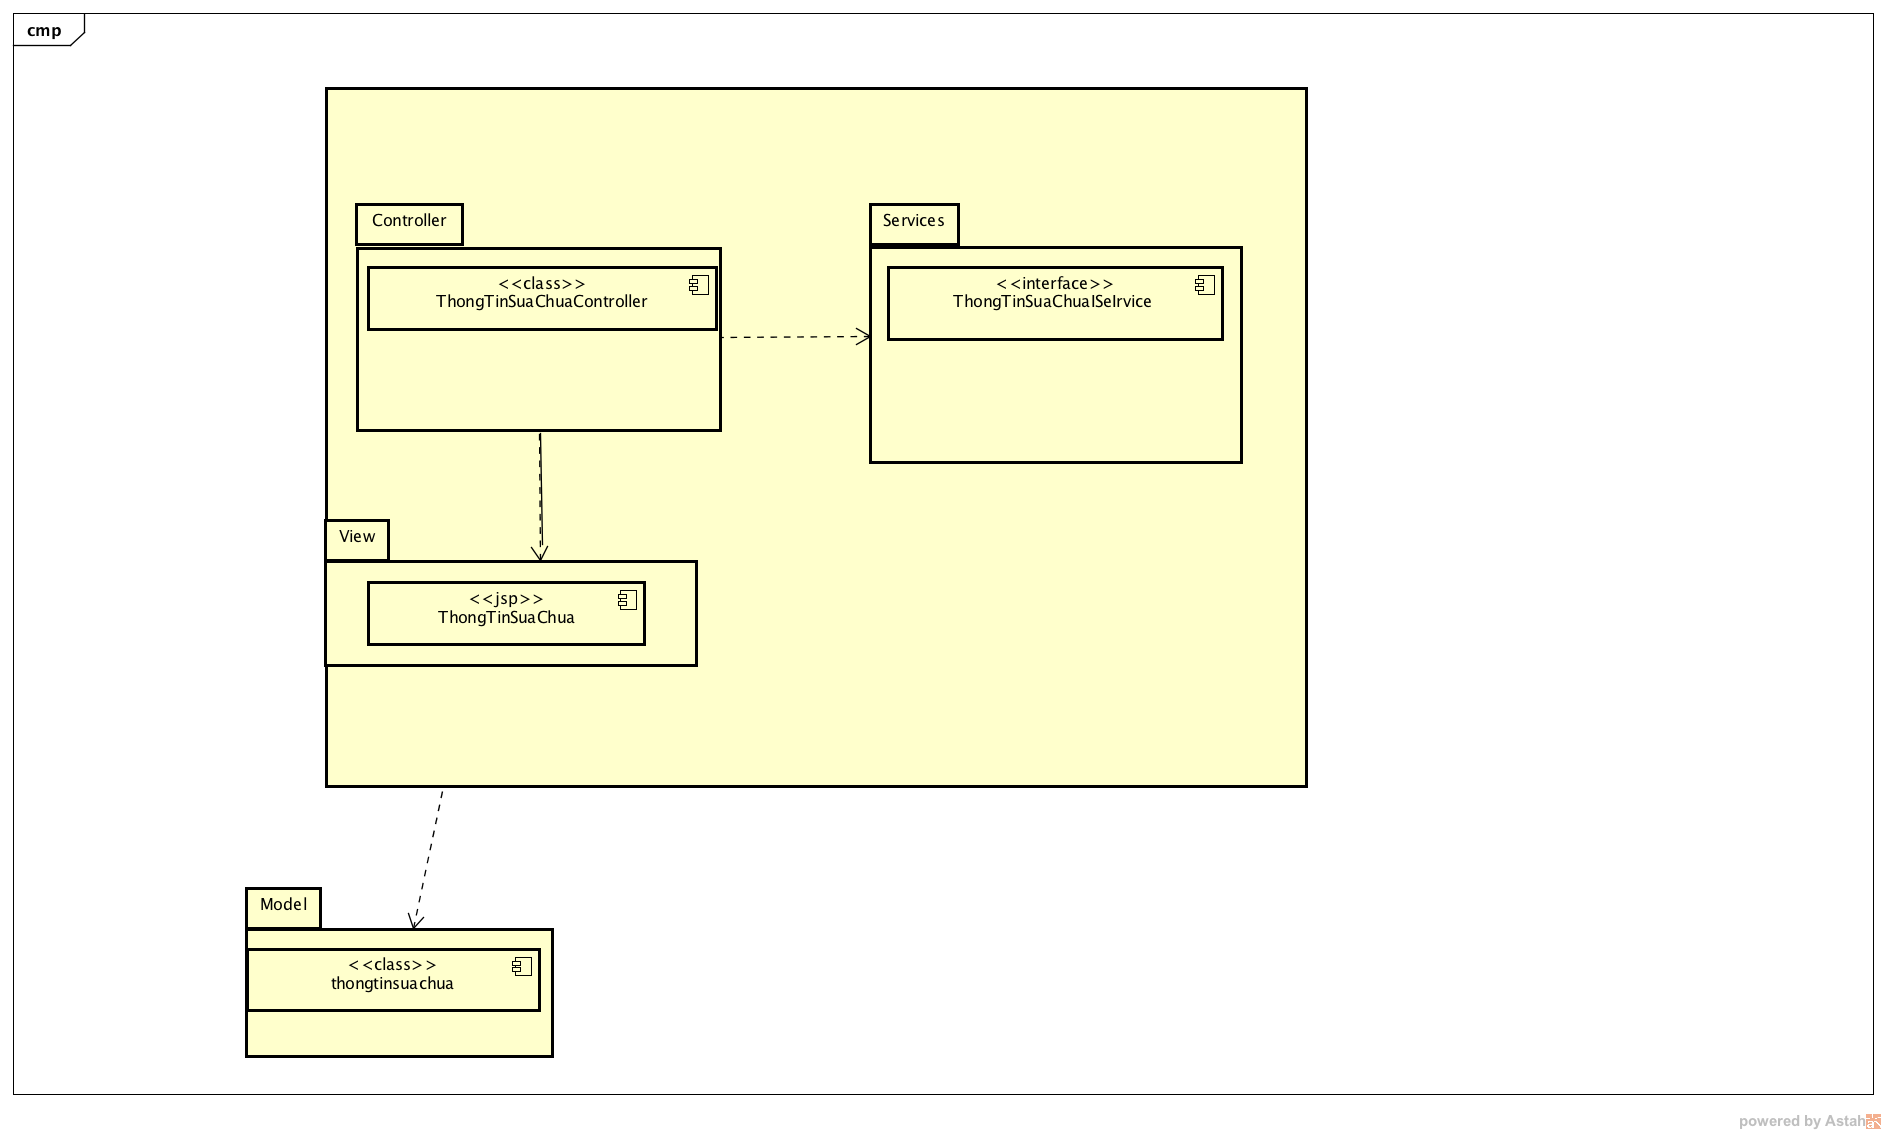 cmp
Controller
<<class>>
ThongTinSuaChuaController
Services
<<interface>>
ThongTinSuaChuaISeIrvice
View
<<jsp>>
ThongTinSuaChua
Model
<<class>>
thongtinsuachua
powered by Astah